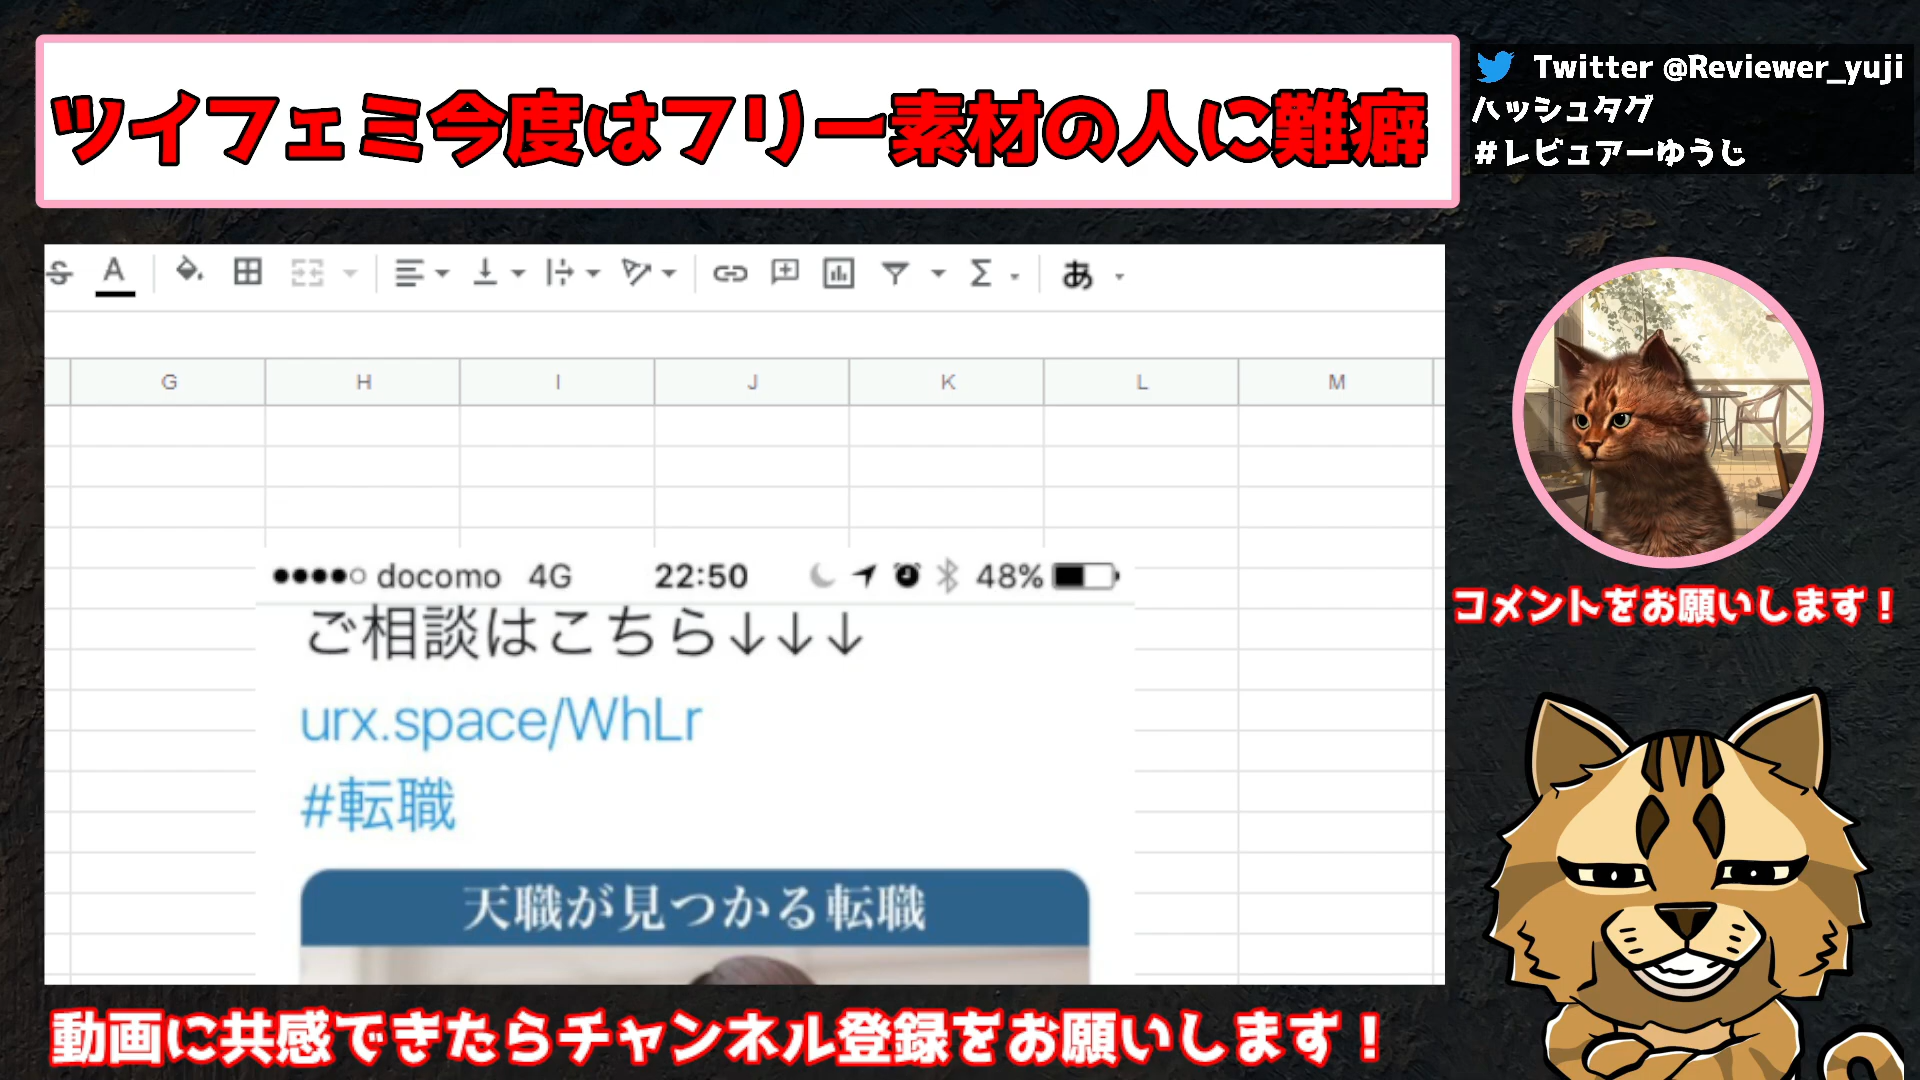 ツイフェミ今度はフリー素材の人に難癖
Twitter @Reviewer_yuji
ハッシュタグ
#レビュアーゆうじ
A
あ
G H I J K L M
docomo 4G 22:50 48%
ご相談はこちら↓↓↓
urx.space/WhLr
#転職
天職が見つかる転職
コメントをお願いします!
動画に共感できたらチャンネル登録をお願いします!